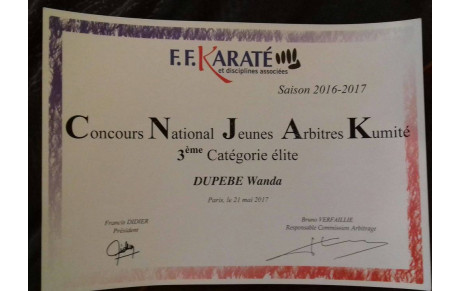 F.F.KARATÉ
et disciplines associées
Saison 2016-2017
Concours National Jeunes Arbitres Kumité
3ème Catégorie élite
DUPEBE Wanda
Paris, le 21 mai 2017
Francis DIDIER
Président
Bruno VERFAILLIE
Responsable Commission Arbitrage